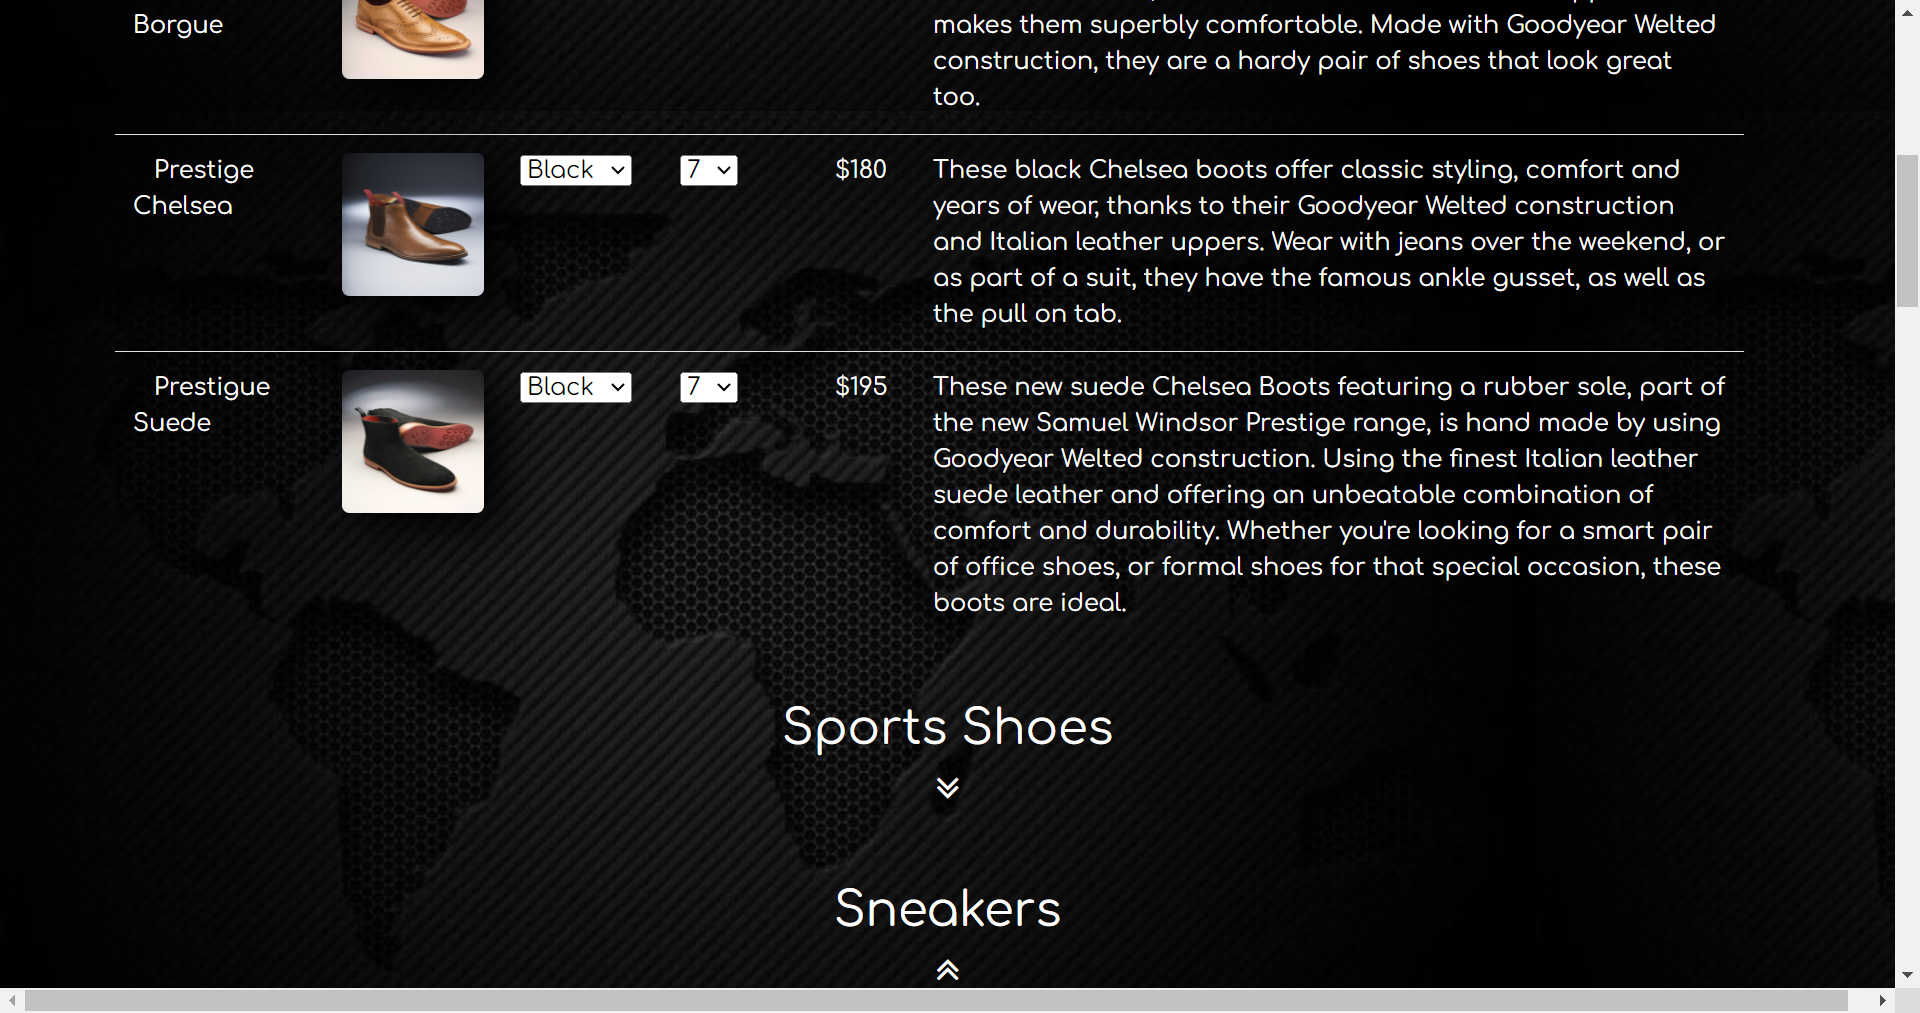 Borgue
makes them superbly comfortable. Made with Goodyear Welted
construction, they are a hardy pair of shoes that look great
too.
Prestige
Chelsea
Black
7
$180
These black Chelsea boots offer classic styling, comfort and
years of wear, thanks to their Goodyear Welted construction
and Italian leather uppers. Wear with jeans over the weekend, or
as part of a suit, they have the famous ankle gusset, as well as
the pull on tab.
Prestigue
Suede
Black
7
$195
These new suede Chelsea Boots featuring a rubber sole, part of
the new Samuel Windsor Prestige range, is hand made by using
Goodyear Welted construction. Using the finest Italian leather
suede leather and offering an unbeatable combination of
comfort and durability. Whether you're looking for a smart pair
of office shoes, or formal shoes for that special occasion, these
boots are ideal.
Sports Shoes
Sneakers